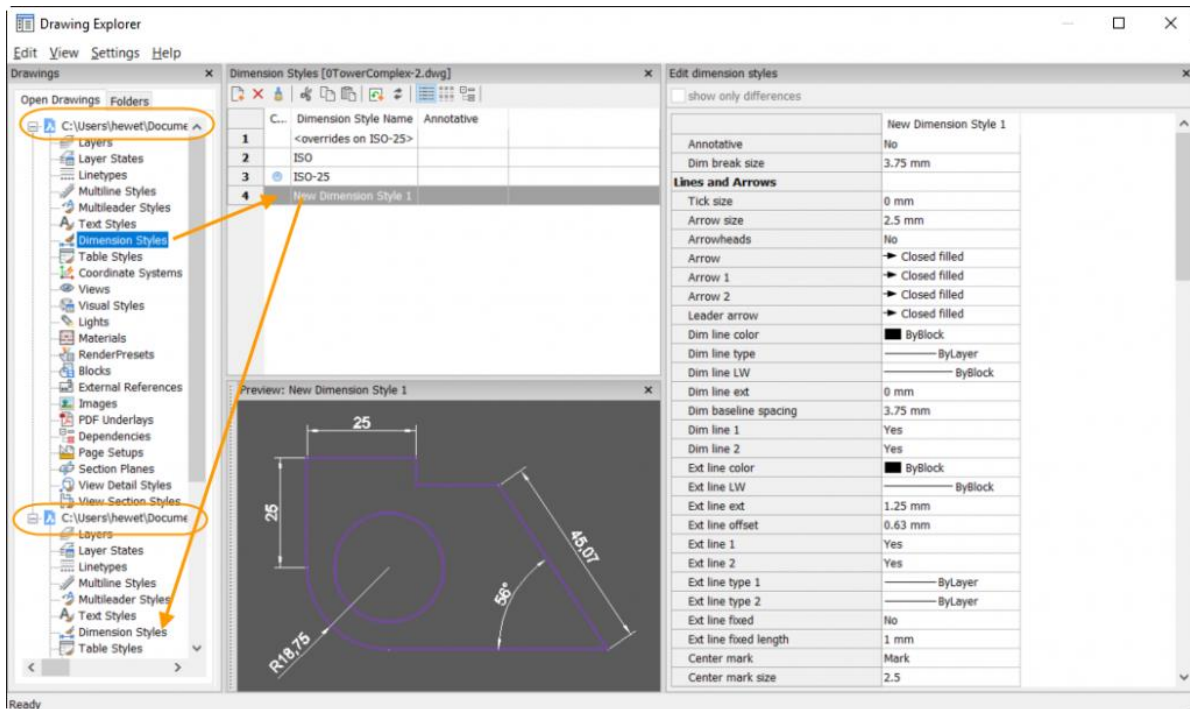 Drawing Explorer
Edit View Settings Help
Drawings
Open Drawings Folders
C:\Users\hewet\Docume
Layers
Layer States
Linetypes
Multiline Styles
Multileader Styles
Text Styles
Dimension Styles
Table Styles
Coordinate Systems
Views
Visual Styles
Lights
Materials
RenderPresets
Blocks
External References
Images
PDF Underlays
Dependencies
Page Setups
Section Planes
View Detail Styles
View Section Styles
C:\Users\hewet\Docume
Layers
Layer States
Linetypes
Multiline Styles
Multileader Styles
Text Styles
Dimension Styles
Table Styles
Dimension Styles [0TowerComplex-2.dwg]
C... Dimension Style Name Annotative
1 <overrides on ISO-25>
2 ISO
3 ISO-25
4 New Dimension Style 1
Preview: New Dimension Style 1
25
25
45,07
56°
R18,75
Edit dimension styles
show only differences
New Dimension Style 1
Annotative No
Dim break size 3.75 mm
Lines and Arrows
Tick size 0 mm
Arrow size 2.5 mm
Arrowheads No
Arrow Closed filled
Arrow 1 Closed filled
Arrow 2 Closed filled
Leader arrow Closed filled
Dim line color ByBlock
Dim line type ByLayer
Dim line LW ByBlock
Dim line ext 0 mm
Dim baseline spacing 3.75 mm
Dim line 1 Yes
Dim line 2 Yes
Ext line color ByBlock
Ext line LW ByBlock
Ext line ext 1.25 mm
Ext line offset 0.63 mm
Ext line 1 Yes
Ext line 2 Yes
Ext line type 1 ByLayer
Ext line type 2 ByLayer
Ext line fixed No
Ext line fixed length 1 mm
Center mark Mark
Center mark size 2.5
Ready